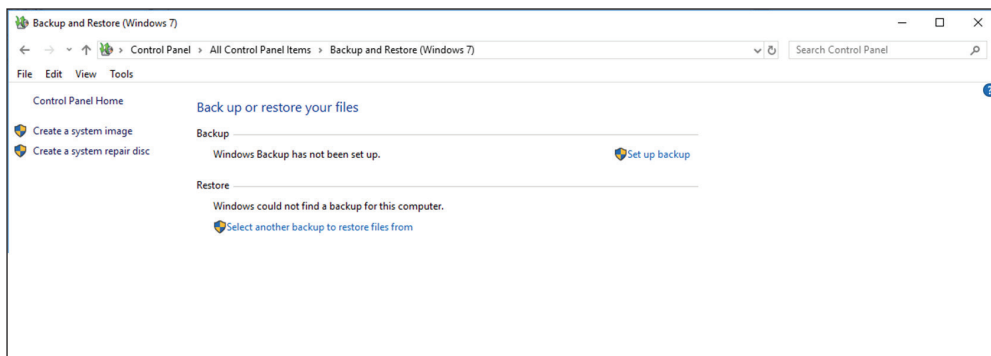 Backup and Restore (Windows 7)
Control Panel > All Control Panel Items > Backup and Restore (Windows 7)
Search Control Panel
File Edit View Tools
Control Panel Home
Create a system image
Create a system repair disc
Back up or restore your files
Backup
Windows Backup has not been set up.
Set up backup
Restore
Windows could not find a backup for this computer.
Select another backup to restore files from